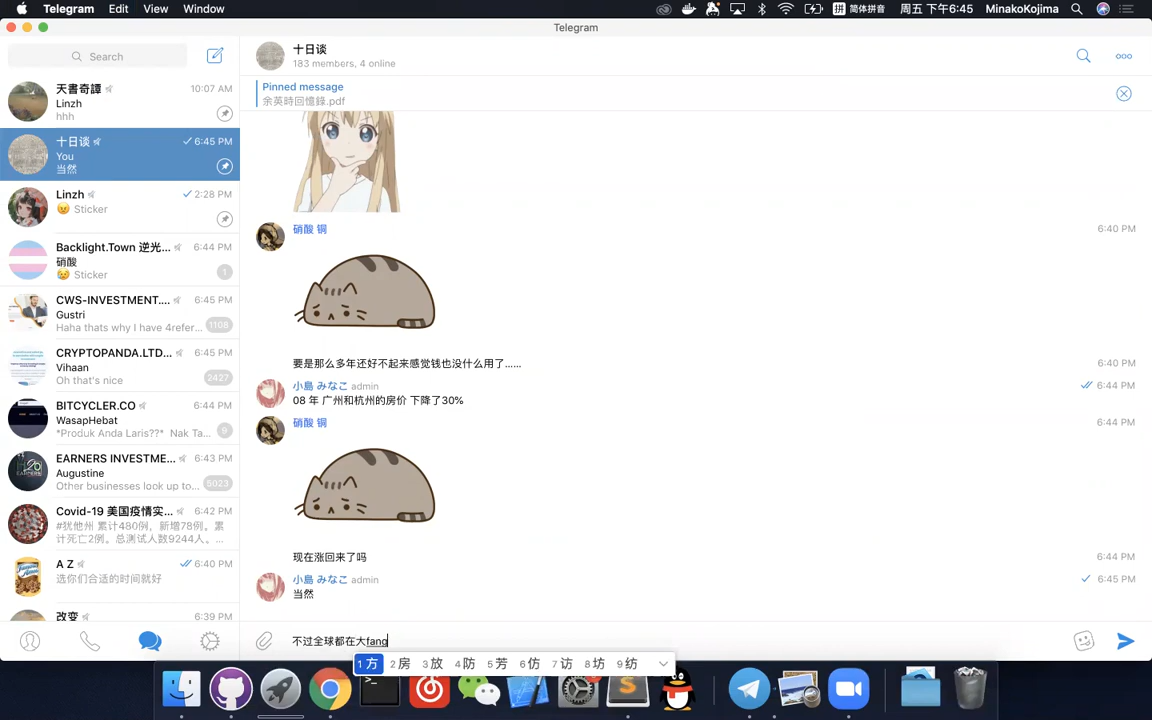 Telegram Edit View Window 拼 简体拼音 周五 下午6:45 MinakoKojima
Telegram
Search
天書奇譚 10:07 AM
Linzh
hhh
十日谈 6:45 PM
You
当然
Linzh 2:28 PM
Sticker
Backlight.Town 逆光... 6:44 PM
硝酸
Sticker 1
CWS-INVESTMENT.... 6:45 PM
Gustri
Haha thats why I have 4refer... 1108
CRYPTOPANDA.LTD... 6:45 PM
Vihaan
Oh that's nice 2427
BITCYCLER.CO 6:44 PM
WasapHebat
*Produk Anda Laris??* Nak Ta... 9
EARNERS INVESTME... 6:43 PM
Augustine
Other businesses look up to... 5023
Covid-19 美国疫情实... 6:42 PM
#犹他州 累计480例，新增78例。累
计死亡2例。总测试人数9244人、...
A Z 6:40 PM
选你们合适的时间就好
改变 6:39 PM
十日谈
183 members, 4 online
Pinned message
余英時回憶錄.pdf
硝酸 铜 6:40 PM
要是那么多年还好不起来感觉钱也没什么用了...... 6:40 PM
小島 みなこ admin 6:44 PM
08 年 广州和杭州的房价 下降了30%
硝酸 铜 6:44 PM
现在涨回来了吗 6:44 PM
小島 みなこ admin 6:45 PM
当然
不过全球都在大fang
1 方 2 房 3 放 4 防 5 芳 6 仿 7 访 8 坊 9 纺